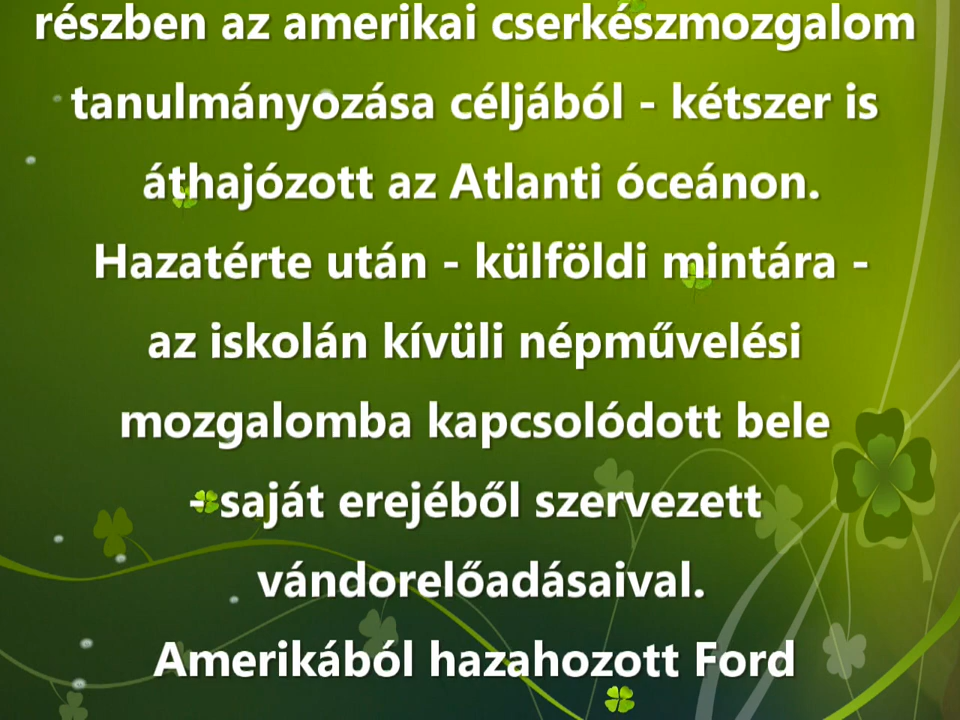 részben az amerikai cserkészmozgalom
tanulmányozása céljából - kétszer is
áthajózott az Atlanti óceánon.
Hazatérte után - külföldi mintára -
az iskolán kívüli népművelési
mozgalomba kapcsolódott bele
- saját erejéből szervezett
vándorelőadásaival.
Amerikából hazahozott Ford